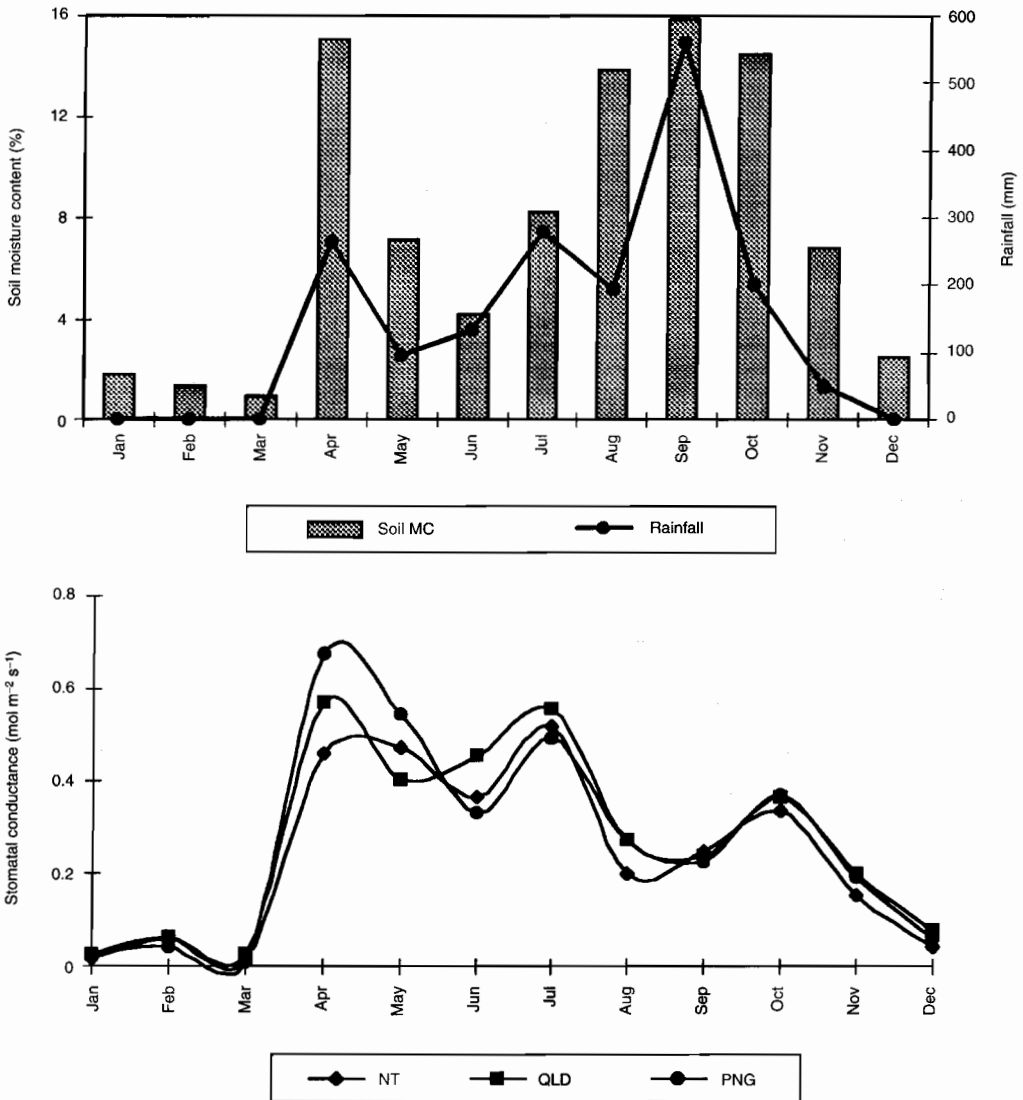 16
12
8
4
0
Soil moisture content (%)
600
500
400
300
200
100
0
Rainfall (mm)
Jan Feb Mar Apr May Jun Jul Aug Sep Oct Nov Dec
Soil MC Rainfall
0.8
0.6
0.4
0.2
0
Stomatal conductance (mol m⁻² s⁻¹)
Jan Feb Mar Apr May Jun Jul Aug Sep Oct Nov Dec
NT QLD PNG